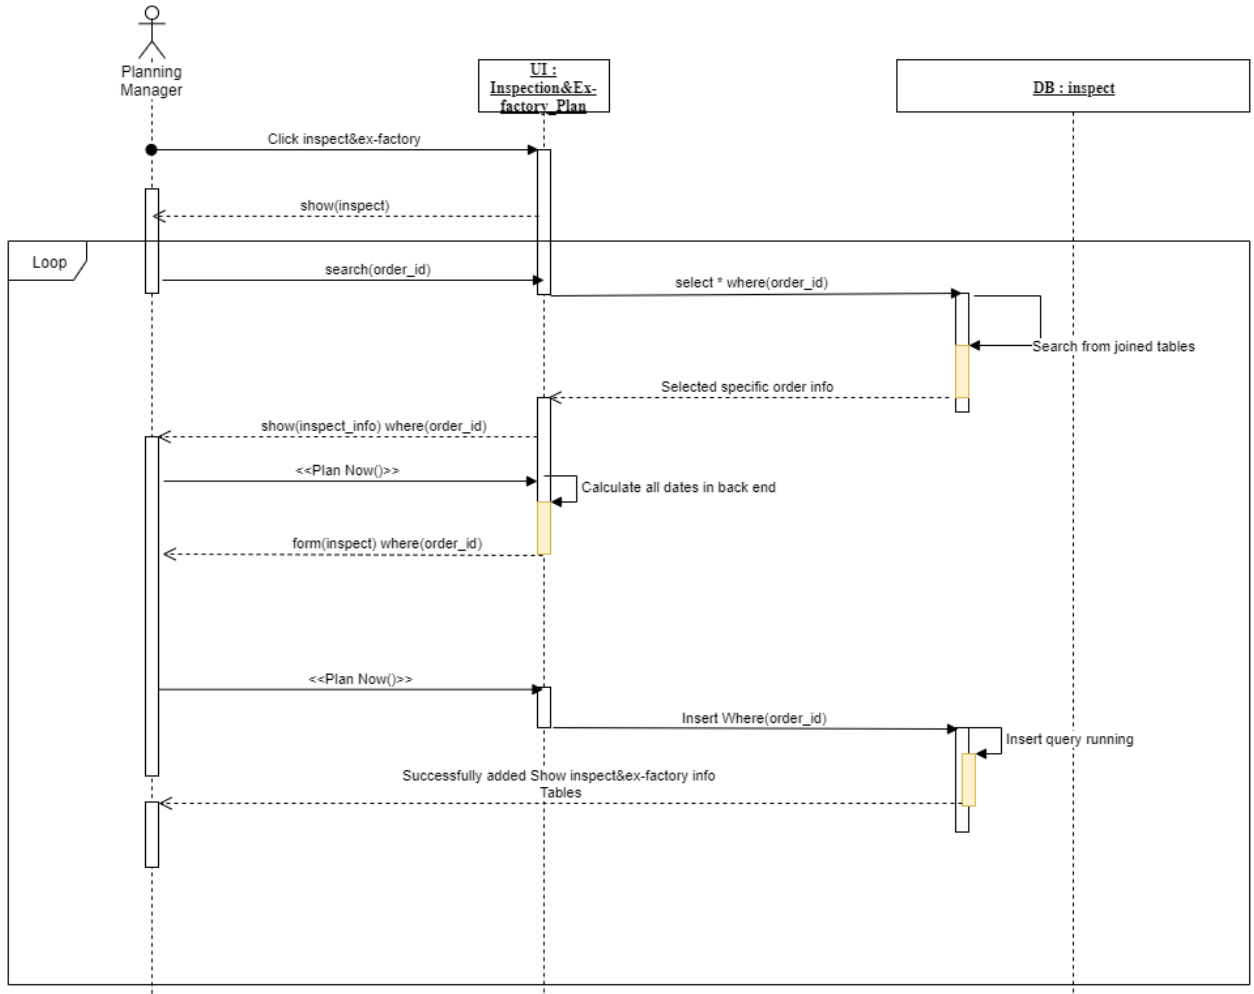 Planning
Manager
UI :
Inspection&Ex-
factory_Plan
DB : inspect
Click inspect&ex-factory
show(inspect)
Loop
search(order_id)
select * where(order_id)
Search from joined tables
Selected specific order info
show(inspect_info) where(order_id)
<<Plan Now()>>
Calculate all dates in back end
form(inspect) where(order_id)
<<Plan Now()>>
Insert Where(order_id)
Insert query running
Successfully added Show inspect&ex-factory info
Tables